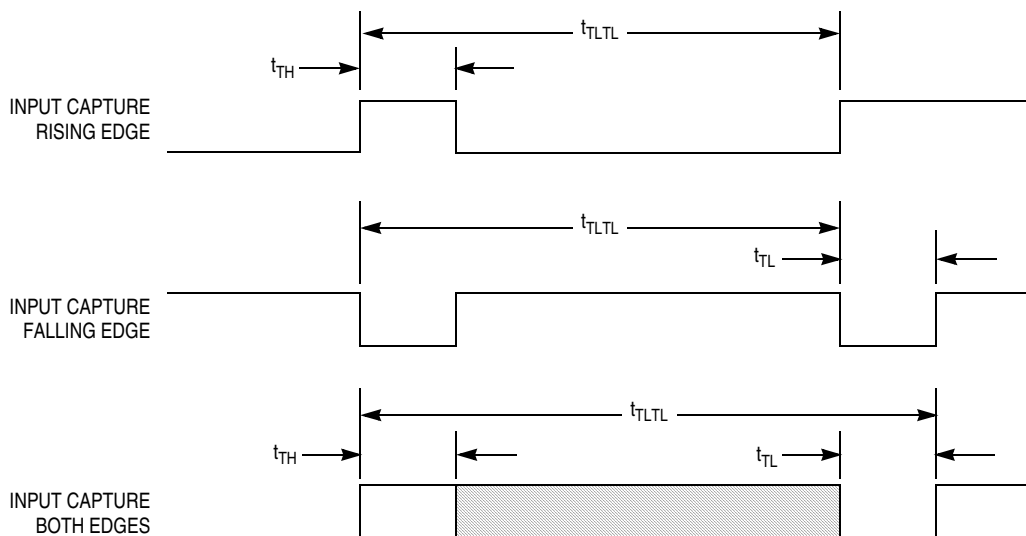 tTLTL
tTH
INPUT CAPTURE
RISING EDGE
tTLTL
tTL
INPUT CAPTURE
FALLING EDGE
tTLTL
tTH
tTL
INPUT CAPTURE
BOTH EDGES